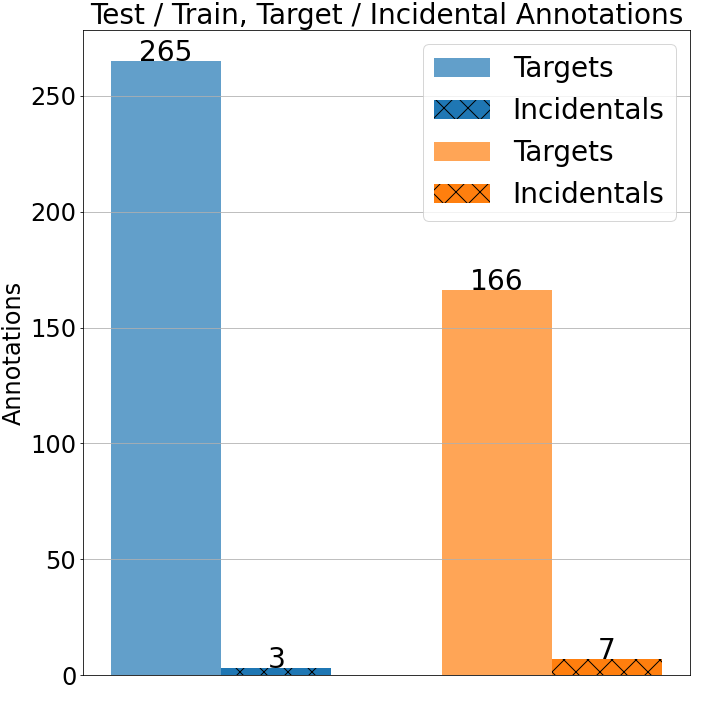 Test / Train, Target / Incidental Annotations
265
Targets
Incidentals
Targets
Incidentals
250
200
166
150
Annotations
100
50
3
7
0